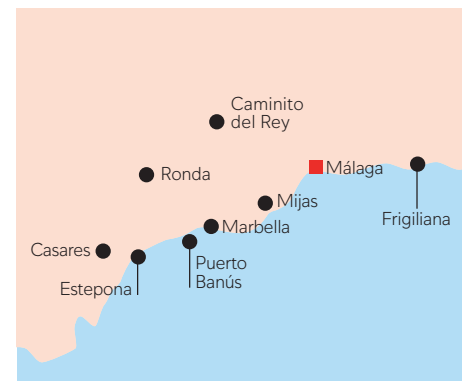 Caminito
del Rey
Ronda
Málaga
Mijas
Frigiliana
Marbella
Casares
Puerto
Banús
Estepona